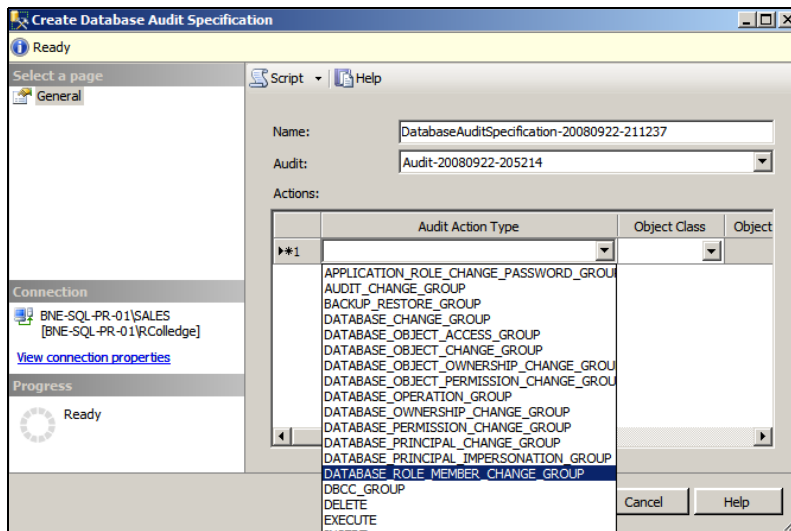 Create Database Audit Specification
Ready
Select a page
General
Script
Help
Name:
DatabaseAuditSpecification-20080922-211237
Audit:
Audit-20080922-205214
Actions:
Audit Action Type
Object Class
Object
*1
APPLICATION_ROLE_CHANGE_PASSWORD_GROU
AUDIT_CHANGE_GROUP
BACKUP_RESTORE_GROUP
DATABASE_CHANGE_GROUP
DATABASE_OBJECT_ACCESS_GROUP
DATABASE_OBJECT_CHANGE_GROUP
DATABASE_OBJECT_OWNERSHIP_CHANGE_GROU
DATABASE_OBJECT_PERMISSION_CHANGE_GROU
DATABASE_OPERATION_GROUP
DATABASE_OWNERSHIP_CHANGE_GROUP
DATABASE_PERMISSION_CHANGE_GROUP
DATABASE_PRINCIPAL_CHANGE_GROUP
DATABASE_PRINCIPAL_IMPERSONATION_GROUP
DATABASE_ROLE_MEMBER_CHANGE_GROUP
DBCC_GROUP
DELETE
EXECUTE
Connection
BNE-SQL-PR-01\SALES
[BNE-SQL-PR-01\RColledge]
View connection properties
Progress
Ready
Cancel
Help